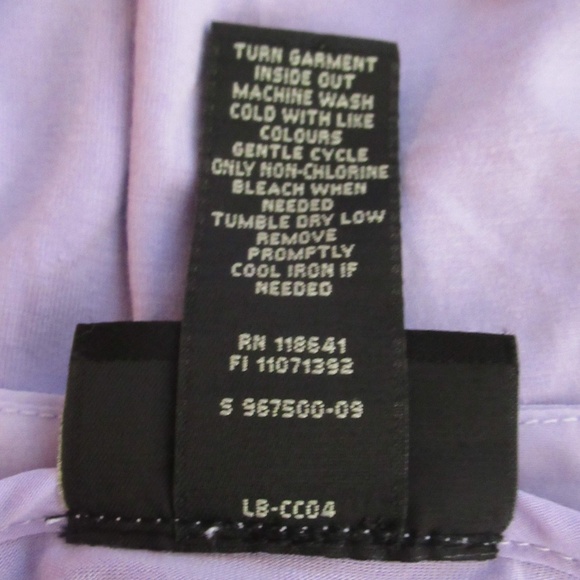 TURN GARMENT
INSIDE OUT
MACHINE WASH
COLD WITH LIKE
COLOURS
GENTLE CYCLE
ONLY NON-CHLORINE
BLEACH WHEN
NEEDED
TUMBLE DRY LOW
REMOVE
PROMPTLY
COOL IRON IF
NEEDED
RN 118641
FI 11071392
S 967500-09
LB-CC04